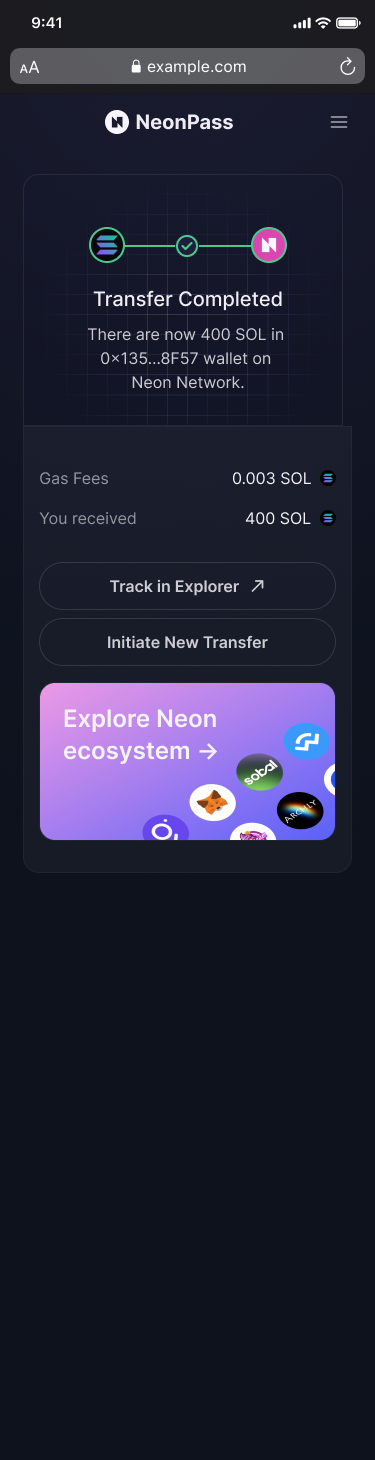 9:41
AA
example.com
NeonPass
Transfer Completed
There are now 400 SOL in
0×135...8F57 wallet on
Neon Network.
Gas Fees 0.003 SOL
You received 400 SOL
Track in Explorer
Initiate New Transfer
Explore Neon
ecosystem →
sobal
ARCHLY